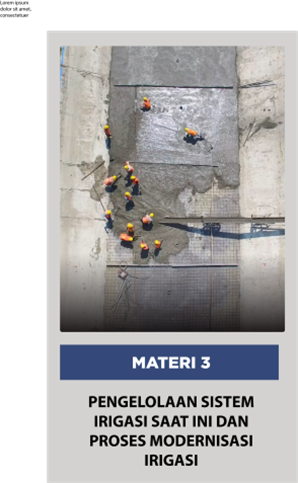 Lorem ipsum
dolor sit amet,
consectetuer
MATERI 3
PENGELOLAAN SISTEM
IRIGASI SAAT INI DAN
PROSES MODERNISASI
IRIGASI